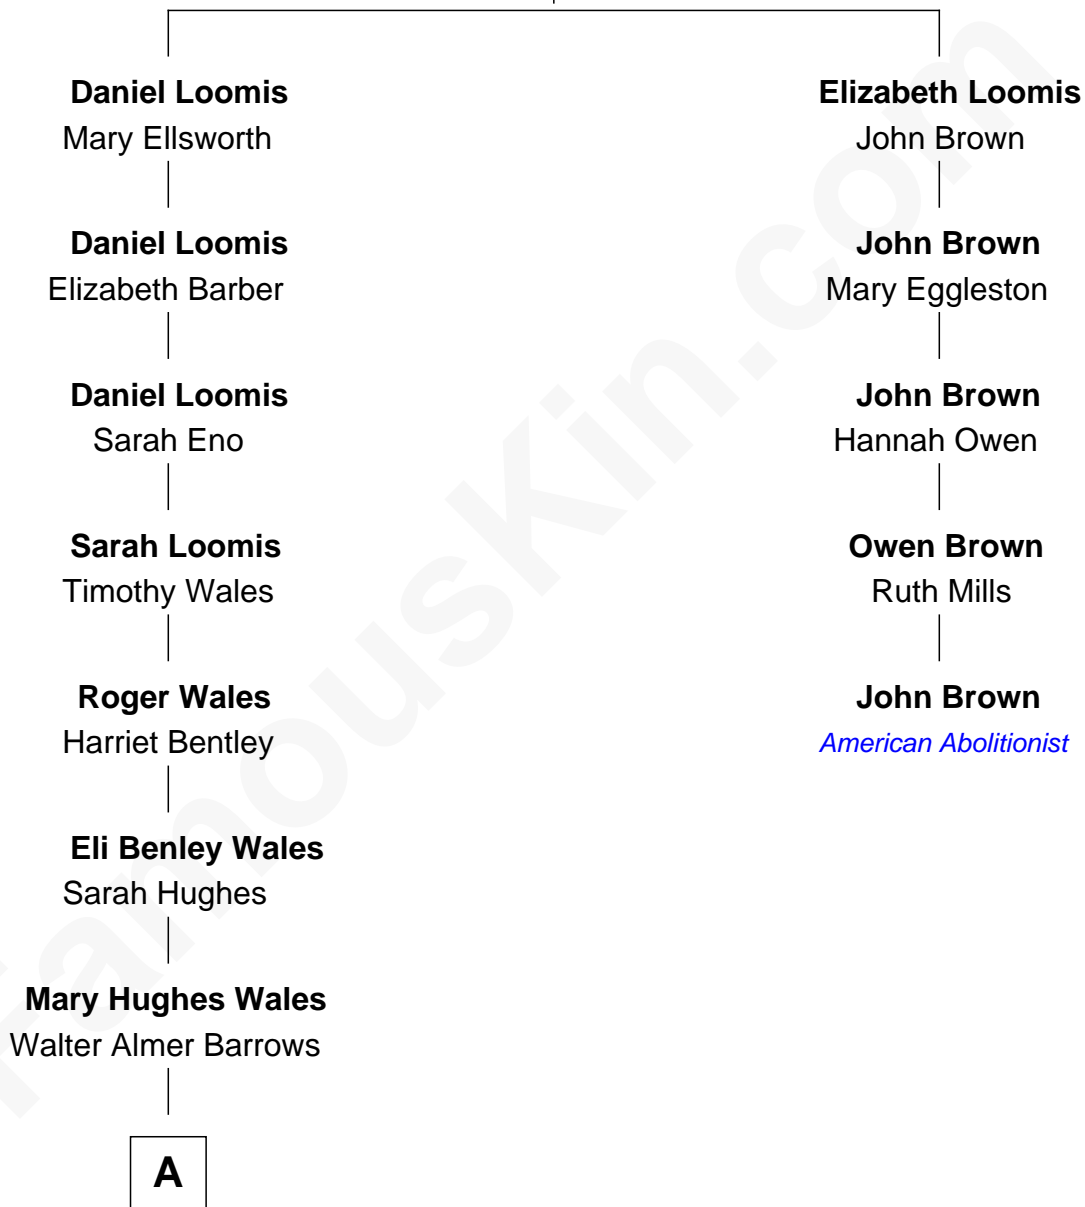 Daniel Loomis
Mary Ellsworth
Daniel Loomis
Elizabeth Barber
Daniel Loomis
Sarah Eno
Sarah Loomis
Timothy Wales
Roger Wales
Harriet Bentley
Eli Benley Wales
Sarah Hughes
Mary Hughes Wales
Walter Almer Barrows
A
Elizabeth Loomis
John Brown
John Brown
Mary Eggleston
John Brown
Hannah Owen
Owen Brown
Ruth Mills
John Brown
American Abolitionist
FamousKin.com